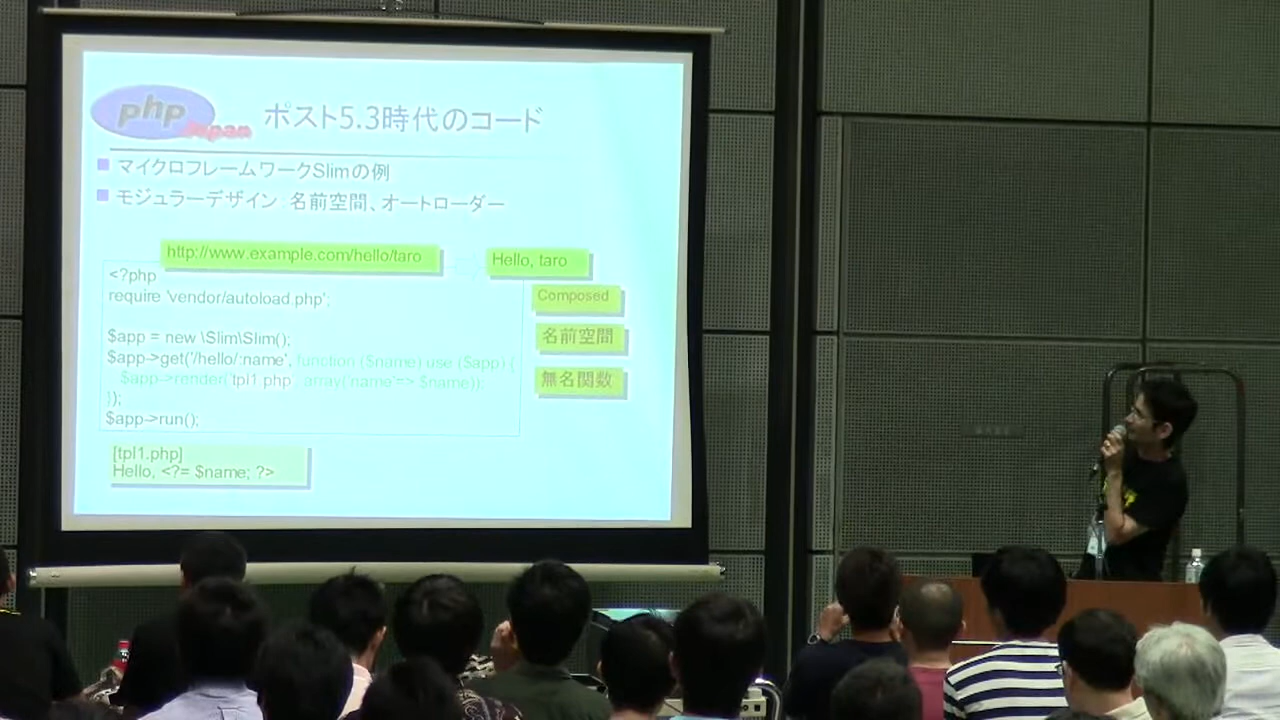 php
Japan
ポスト5.3時代のコード
マイクロフレームワークSlimの例
モジュラーデザイン:名前空間、オートローダー
http://www.example.com/hello/taro
Hello, taro
<?php
require 'vendor/autoload.php';
Composed
$app = new \Slim\Slim();
名前空間
$app->get('/hello/:name', function ($name) use ($app) {
$app->render('tpl1.php', array('name'=> $name));
無名関数
});
$app->run();
[tpl1.php]
Hello, <?= $name; ?>